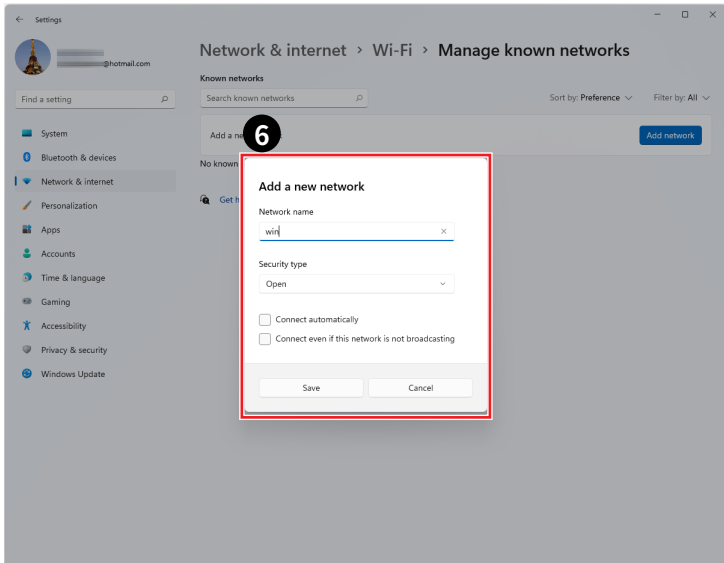 Settings
@hotmail.com
Find a setting
System
Bluetooth & devices
Network & internet
Personalization
Apps
Accounts
Time & language
Gaming
Accessibility
Privacy & security
Windows Update
Network & internet > Wi-Fi > Manage known networks
Known networks
Search known networks
Sort by: Preference
Filter by: All
Add a ne
Add network
No known
Get h
6
Add a new network
Network name
win
Security type
Open
Connect automatically
Connect even if this network is not broadcasting
Save
Cancel